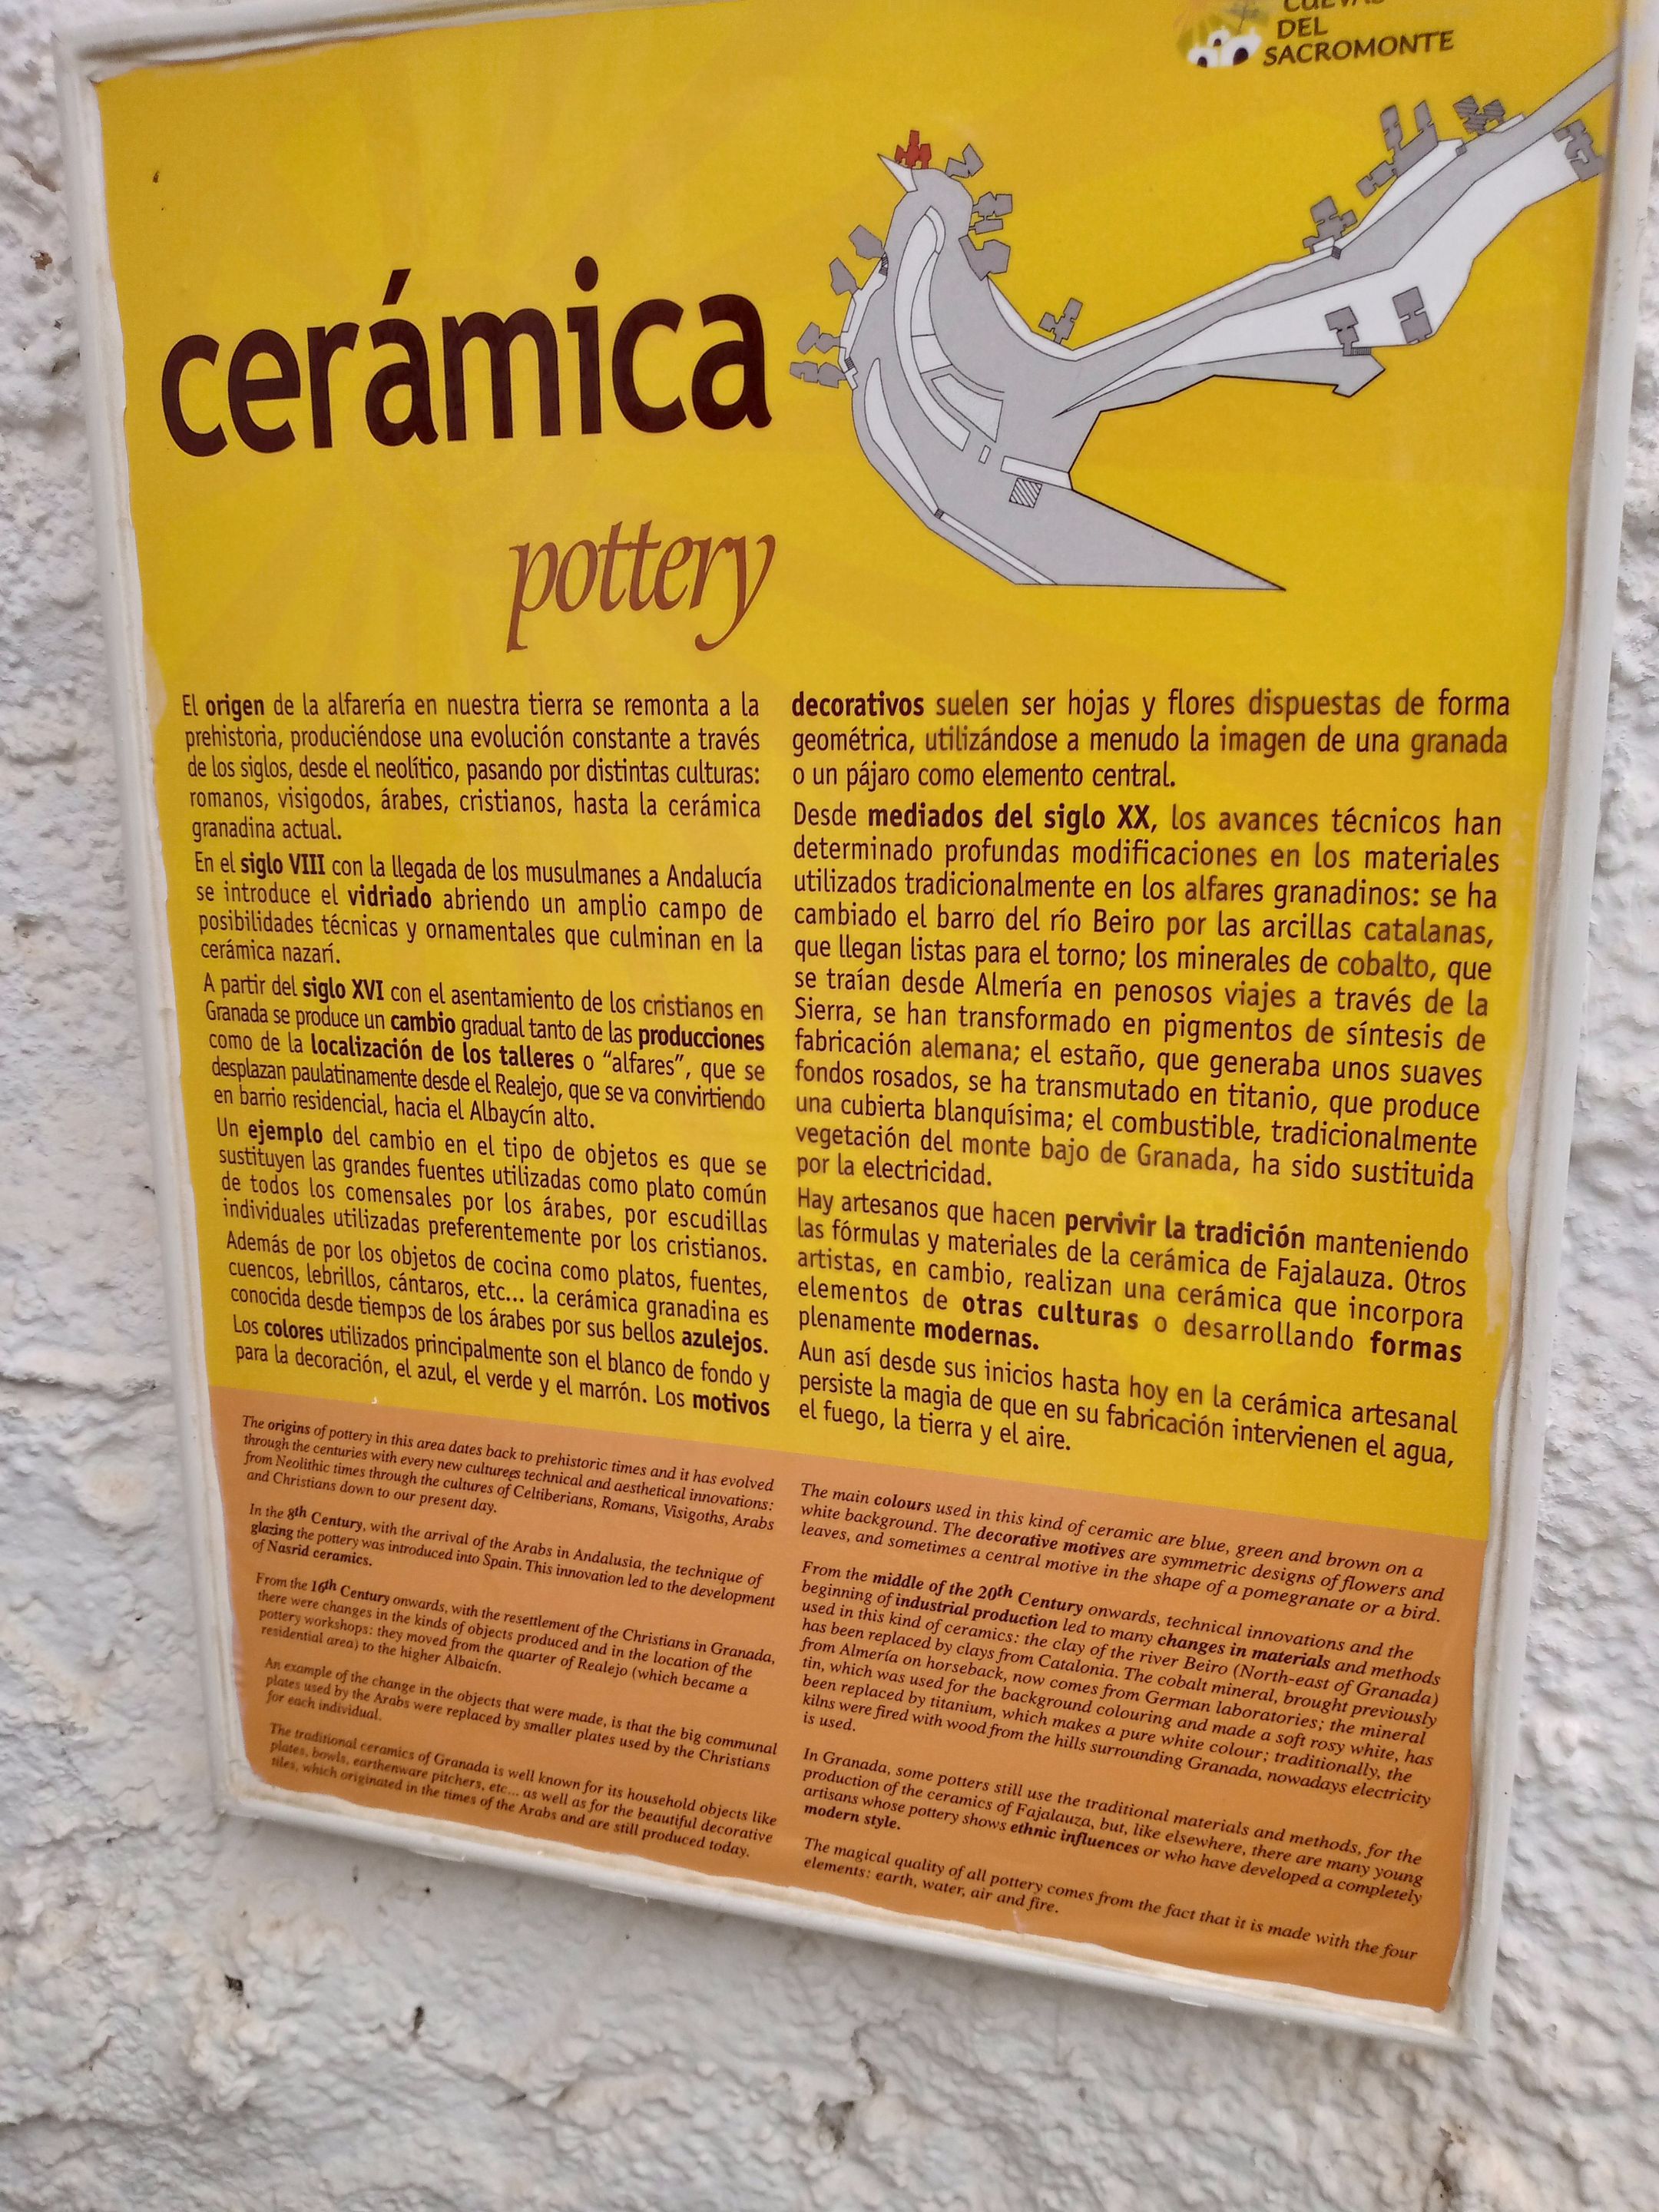 DEL
SACROMONTE
cerámica
pottery
El origen de la alfarería en nuestra tierra se remonta a la
prehistoria, produciéndose una evolución constante a través
de los siglos, desde el neolítico, pasando por distintas culturas:
romanos, visigodos, árabes, cristianos, hasta la cerámica
granadina actual.
En el siglo VIII con la llegada de los musulmanes a Andalucía
se introduce el vidriado abriendo un amplio campo de
posibilidades técnicas y ornamentales que culminan en la
cerámica nazarí.
A partir del siglo XVI con el asentamiento de los cristianos en
Granada se produce un cambio gradual tanto de las producciones
como de la localización de los talleres o “alfares”, que se
desplazan paulatinamente desde el Realejo, que se va convirtiendo
en barrio residencial, hacia el Albaycín alto.
Un ejemplo del cambio en el tipo de objetos es que se
sustituyen las grandes fuentes utilizadas como plato común
de todos los comensales por los árabes, por escudillas
individuales utilizadas preferentemente por los cristianos.
Además de por los objetos de cocina como platos, fuentes,
cuencos, lebrillos, cántaros, etc... la cerámica granadina es
conocida desde tiempos de los árabes por sus bellos azulejos.
Los colores utilizados principalmente son el blanco de fondo y
para la decoración, el azul, el verde y el marrón. Los motivos
decorativos suelen ser hojas y flores dispuestas de forma
geométrica, utilizándose a menudo la imagen de una granada
o un pájaro como elemento central.
Desde mediados del siglo XX, los avances técnicos han
determinado profundas modificaciones en los materiales
utilizados tradicionalmente en los alfares granadinos: se ha
cambiado el barro del río Beiro por las arcillas catalanas,
que llegan listas para el torno; los minerales de cobalto, que
se traían desde Almería en penosos viajes a través de la
Sierra, se han transformado en pigmentos de síntesis de
fabricación alemana; el estaño, que generaba unos suaves
fondos rosados, se ha transmutado en titanio, que produce
una cubierta blanquísima; el combustible, tradicionalmente
vegetación del monte bajo de Granada, ha sido sustituida
por la electricidad.
Hay artesanos que hacen pervivir la tradición manteniendo
las fórmulas y materiales de la cerámica de Fajalauza. Otros
artistas, en cambio, realizan una cerámica que incorpora
elementos de otras culturas o desarrollando formas
plenamente modernas.
Aun así desde sus inicios hasta hoy en la cerámica artesanal
persiste la magia de que en su fabricación intervienen el agua,
el fuego, la tierra y el aire.
The origins of pottery in this area dates back to prehistoric times and it has evolved
through the centuries with every new cultures technical and aesthetical innovations:
from Neolithic times through the cultures of Celtiberians, Romans, Visigoths, Arabs
and Christians down to our present day.
In the 8th Century, with the arrival of the Arabs in Andalusia, the technique of
glazing the pottery was introduced into Spain. This innovation led to the development
of Nasrid ceramics.
From the 16th Century onwards, with the resettlement of the Christians in Granada,
there were changes in the kinds of objects produced and in the location of the
pottery workshops: they moved from the quarter of Realejo (which became a
residential area) to the higher Albaicín.
An example of the change in the objects that were made, is that the big communal
plates used by the Arabs were replaced by smaller plates used by the Christians
for each individual.
The traditional ceramics of Granada is well known for its household objects like
plates, bowls, earthenware pitchers, etc... as well as for the beautiful decorative
tiles, which originated in the times of the Arabs and are still produced today.
The main colours used in this kind of ceramic are blue, green and brown on a
white background. The decorative motives are symmetric designs of flowers and
leaves, and sometimes a central motive in the shape of a pomegranate or a bird.
From the middle of the 20th Century onwards, technical innovations and the
beginning of industrial production led to many changes in materials and methods
used in this kind of ceramics: the clay of the river Beiro (North-east of Granada)
has been replaced by clays from Catalonia. The cobalt mineral, brought previously
from Almería on horseback, now comes from German laboratories; the mineral
tin, which was used for the background colouring and made a soft rosy white, has
been replaced by titanium, which makes a pure white colour; traditionally, the
kilns were fired with wood from the hills surrounding Granada, nowadays electricity
is used.
In Granada, some potters still use the traditional materials and methods, for the
production of the ceramics of Fajalauza, but, like elsewhere, there are many young
artisans whose pottery shows ethnic influences or who have developed a completely
modern style.
The magical quality of all pottery comes from the fact that it is made with the four
elements: earth, water, air and fire.